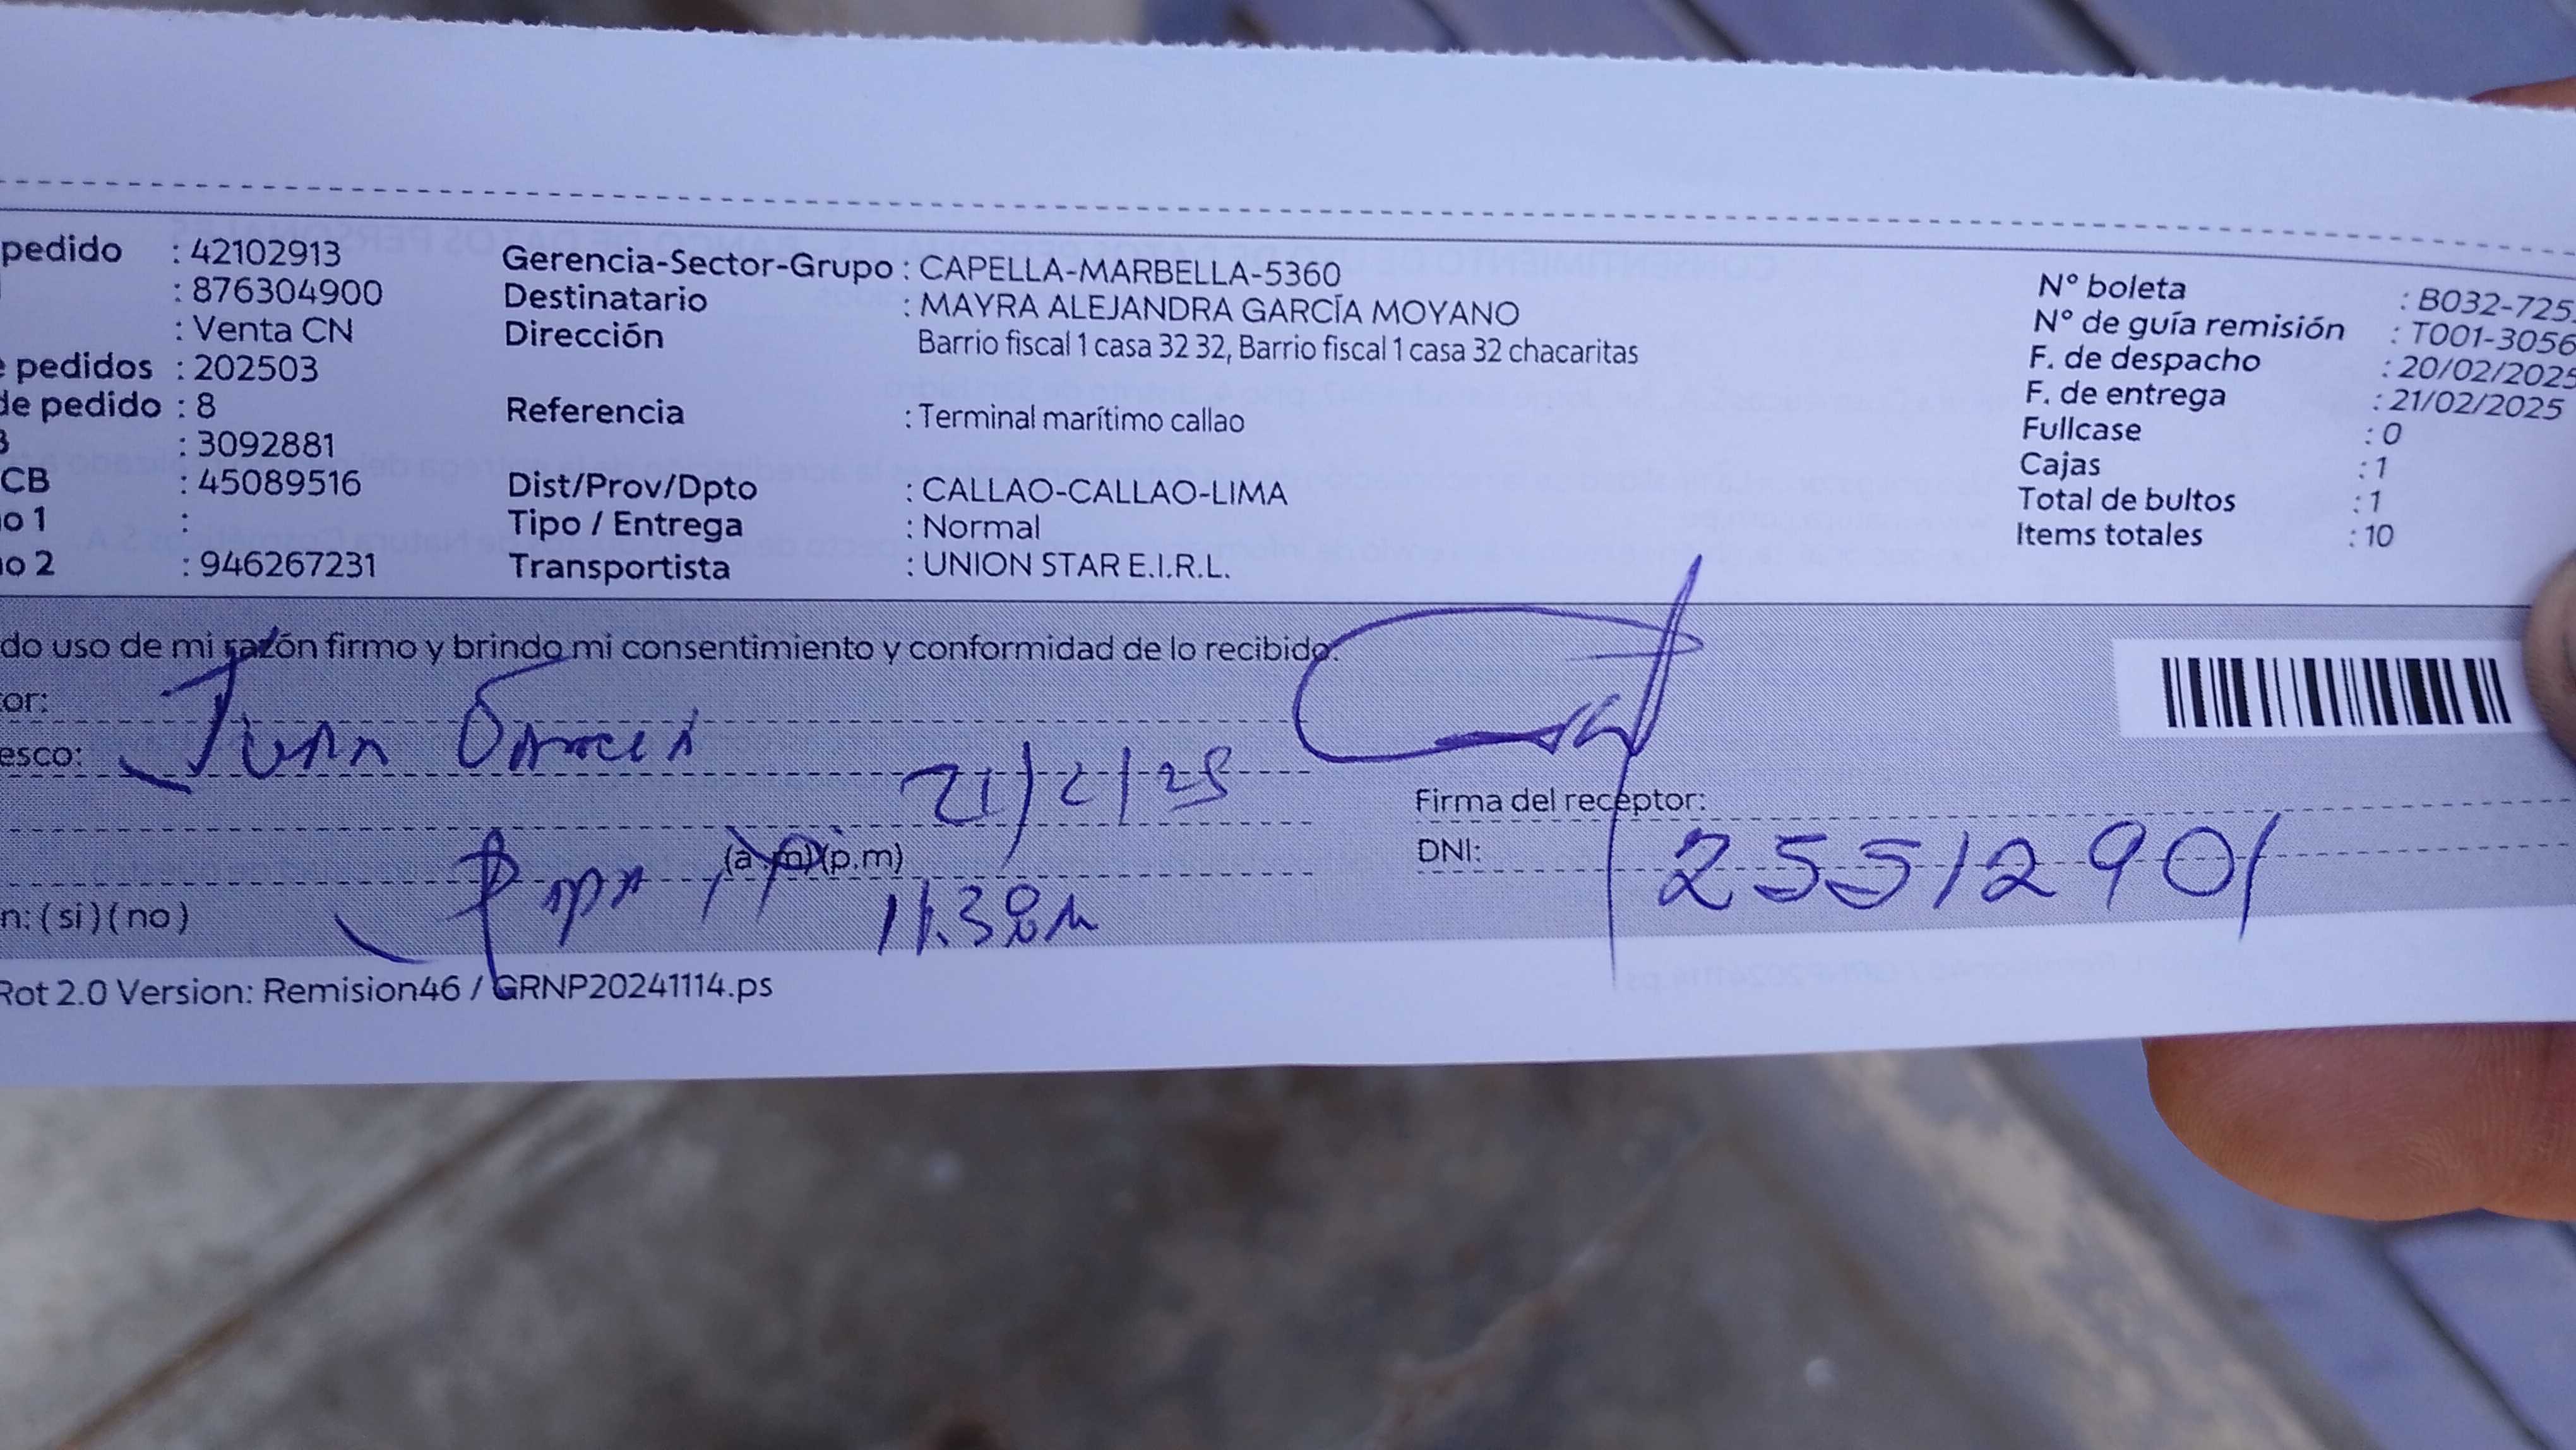 pedido : 42102913
: 876304900
: Venta CN
pedidos : 202503
de pedido : 8
: 3092881
CB : 45089516
o 1 :
o 2 : 946267231
Gerencia-Sector-Grupo : CAPELLA-MARBELLA-5360
Destinatario : MAYRA ALEJANDRA GARCÍA MOYANO
Dirección Barrio fiscal 1 casa 32 32, Barrio fiscal 1 casa 32 chacaritas
Referencia : Terminal marítimo callao
Dist/Prov/Dpto : CALLAO-CALLAO-LIMA
Tipo / Entrega : Normal
Transportista : UNION STAR E.I.R.L.
Nº boleta : B032-725
Nº de guía remisión : T001-3056
F. de despacho : 20/02/2025
F. de entrega : 21/02/2025
Fullcase : 0
Cajas : 1
Total de bultos : 1
Items totales : 10
do uso de mi razón firmo y brindo mi consentimiento y conformidad de lo recibido.
or:
esco: Juan Garcia
21/2/25
(a.m)(p.m)
11.38
n: ( si ) ( no )
Firma del receptor:
DNI: 25512901
Rot 2.0 Version: Remision46 / GRNP20241114.ps